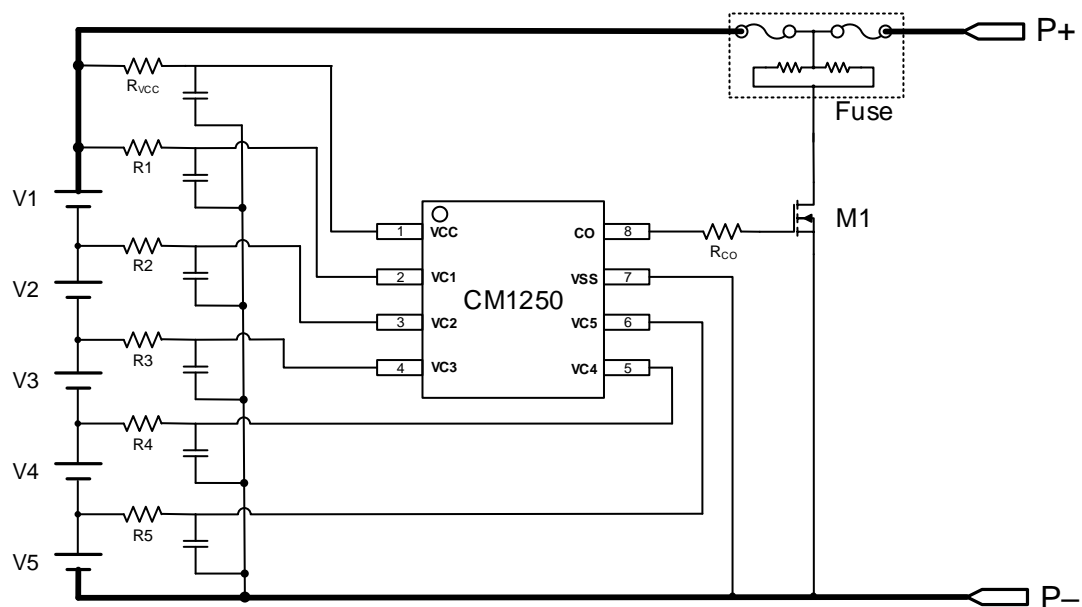 P+
Fuse
RVCC
R1
V1
R2
V2
R3
V3
R4
V4
R5
V5
1 VCC
2 VC1
3 VC2
4 VC3
CM1250
CO 8
VSS 7
VC5 6
VC4 5
RCO
M1
P–